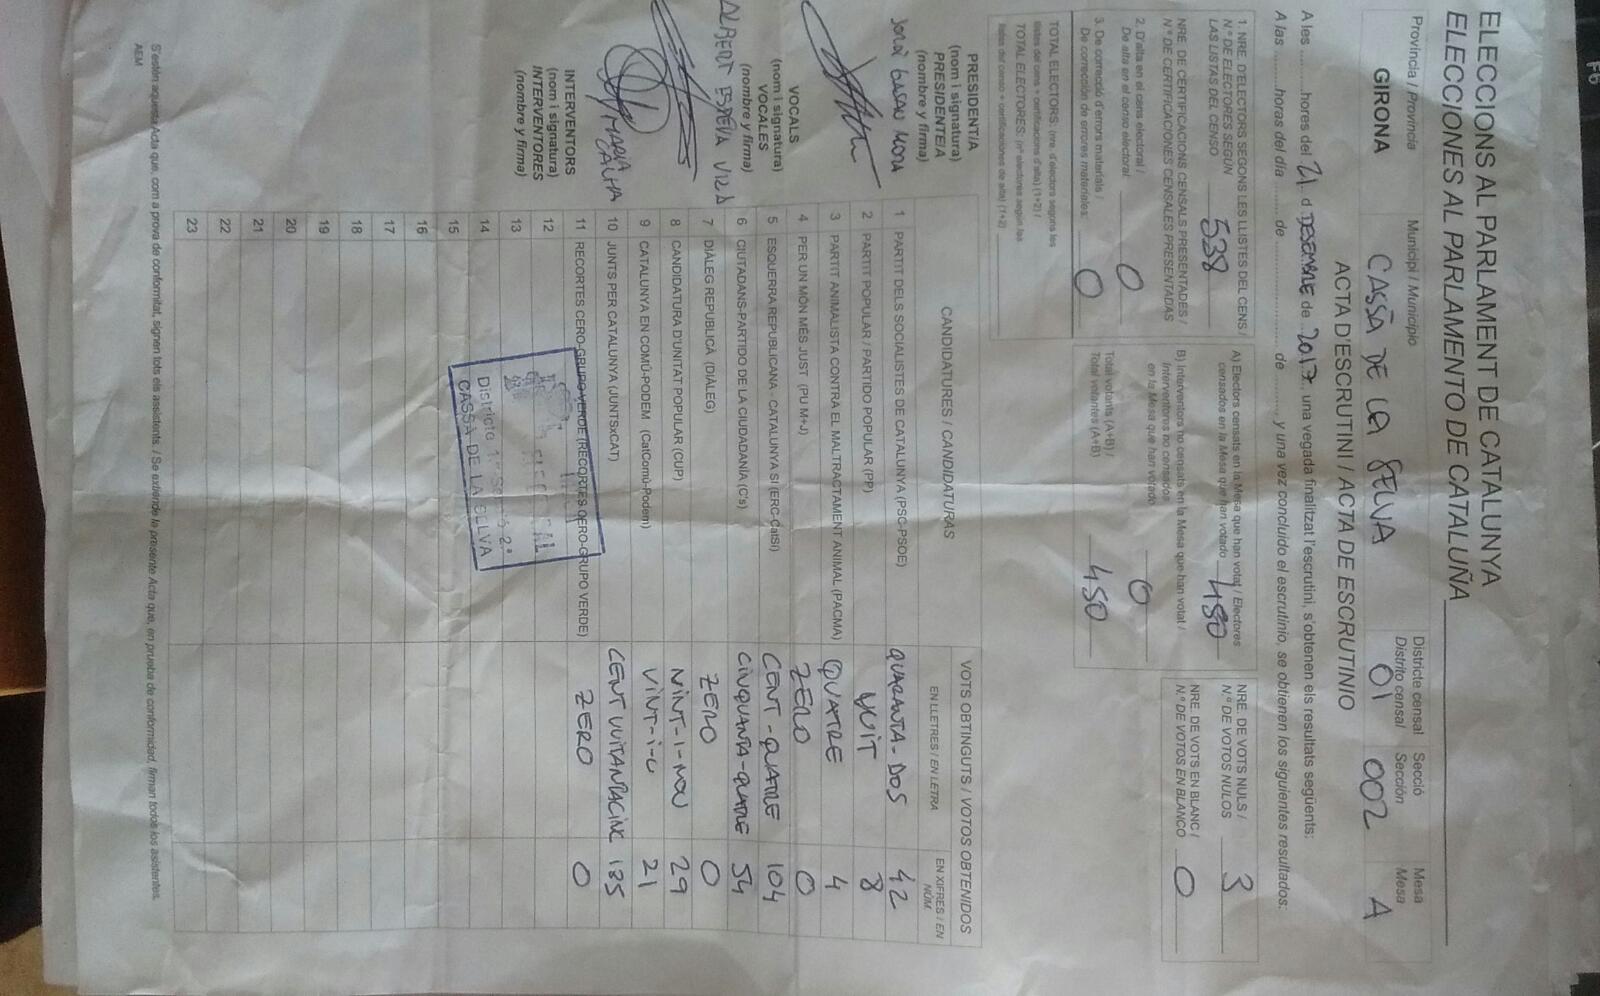 F6
ELECCIONS AL PARLAMENT DE CATALUNYA
ELECCIONES AL PARLAMENTO DE CATALUÑA
Provincia / Provincia
GIRONA
Municipi / Municipio
CASSÀ DE LA SELVA
Districte censal
Distrito censal
01
Secció
Sección
002
Mesa
Mesa
A
ACTA D'ESCRUTINI / ACTA DE ESCRUTINIO
A les .........hores del 21 d DESEMBRE de 2017, una vegada finalitzat l'escrutini, s'obtenen els resultats següents:
A las ........horas del día ........ de ........................ de .........., y una vez concluido el escrutinio, se obtienen los siguientes resultados:
1. NRE. D'ELECTORS SEGONS LES LLISTES DEL CENS /
N.º DE ELECTORES SEGÚN
LAS LISTAS DEL CENSO 538
NRE. DE CERTIFICACIONS CENSALS PRESENTADES /
N.º DE CERTIFICACIONES CENSALES PRESENTADAS
2. D'alta en el cens electoral /
De alta en el censo electoral: 0
3. De correcció d'errors materials /
De corrección de errores materiales: 0
TOTAL ELECTORS: (nre. d'electors segons les
llistes del cens + certificacions d'alta) (1+2) /
TOTAL ELECTORES: (nº electores según las
listas del censo + certificaciones de alta) (1+2)
A) Electors censats en la Mesa que han votat / Electores
censados en la Mesa que han votado 450
B) Interventors no censats en la Mesa que han votat /
Interventores no censados
en la Mesa que han votado 0
Total votants (A+B) /
Total votantes (A+B) 450
NRE. DE VOTS NULS /
N.º DE VOTOS NULOS 3
NRE. DE VOTS EN BLANC /
N.º DE VOTOS EN BLANCO 0
PRESIDENT/A
(nom i signatura)
PRESIDENTE/A
(nombre y firma)
VOCALS
(nom i signatura)
VOCALES
(nombre y firma)
ALBERT
MARIA
INTERVENTORS
(nom i signatura)
INTERVENTORES
(nombre y firma)
CANDIDATURES / CANDIDATURAS
VOTS OBTINGUTS / VOTOS OBTENIDOS
EN LLETRES / EN LETRA
EN XIFRES / EN NÚM.
1 PARTIT DELS SOCIALISTES DE CATALUNYA (PSC-PSOE) QUARANTA-DOS 42
2 PARTIT POPULAR / PARTIDO POPULAR (PP) VUIT 8
3 PARTIT ANIMALISTA CONTRA EL MALTRACTAMENT ANIMAL (PACMA) QUATRE 4
4 PER UN MÓN MÉS JUST (PU M+J) ZERO 0
5 ESQUERRA REPUBLICANA - CATALUNYA SÍ (ERC-CatSí) CENT-QUATRE 104
6 CIUTADANS-PARTIDO DE LA CIUDADANÍA (C's) CINQUANTA-QUATRE 54
7 DIÀLEG REPUBLICÀ (DIÀLEG) ZERO 0
8 CANDIDATURA D'UNITAT POPULAR (CUP) VINT-I-NOU 29
9 CATALUNYA EN COMÚ-PODEM (CatComú-Podem) VINT-i-U 21
10 JUNTS PER CATALUNYA (JUNTSxCAT) CENT VUITANTACINC 185
11 RECORTES CERO-GRUPO VERDE (RECORTES CERO-GRUPO VERDE) ZERO 0
12
13
14
15
16
17
18
19
20
21
22
23
ELECTORAL
Districte 1.er Secció 2.ª
CASSÀ DE LA SELVA
S'estén aquesta Acta que, com a prova de conformitat, signen tots els assistents. / Se extiende la presente Acta que, en prueba de conformidad, firman todos los asistentes.
AEM